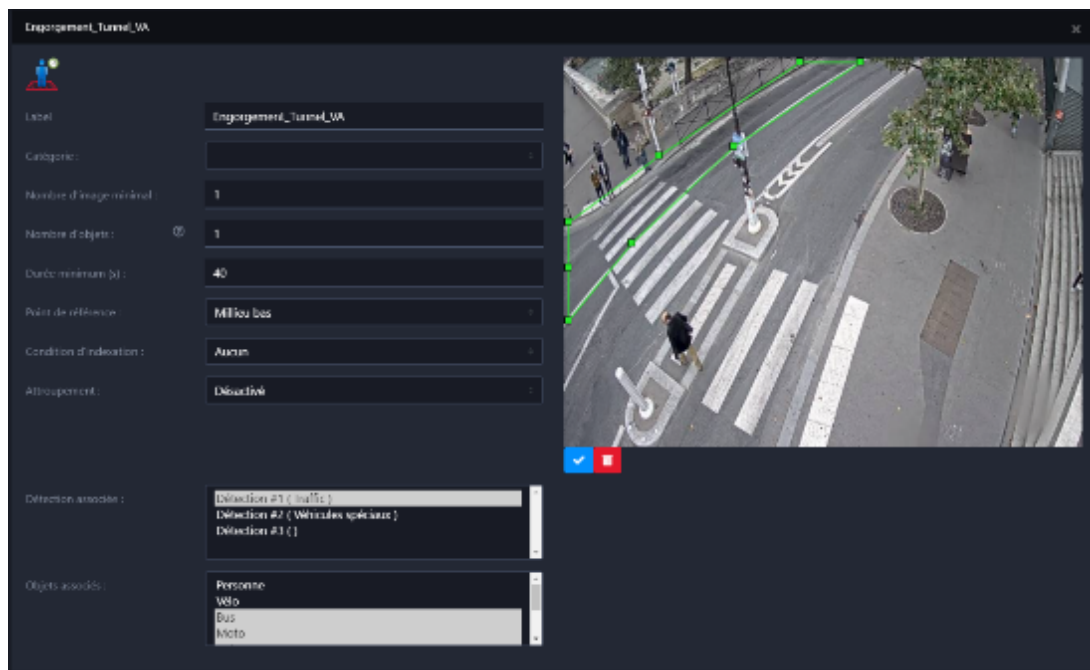 Engorgement_Tunnel_VA
Label Engorgement_Tunnel_VA
Catégorie :
Nombre d'image minimal : 1
Nombre d'objets : 1
Durée minimum (s) : 40
Point de référence : Millieu bas
Condition d'indexation : Aucun
Attroupement : Désactivé
Détection associée : Détection #1 ( Traffic )
Détection #2 ( Véhicules spéciaux )
Détection #3 ( )
Objets associés : Personne
Vélo
Bus
Moto